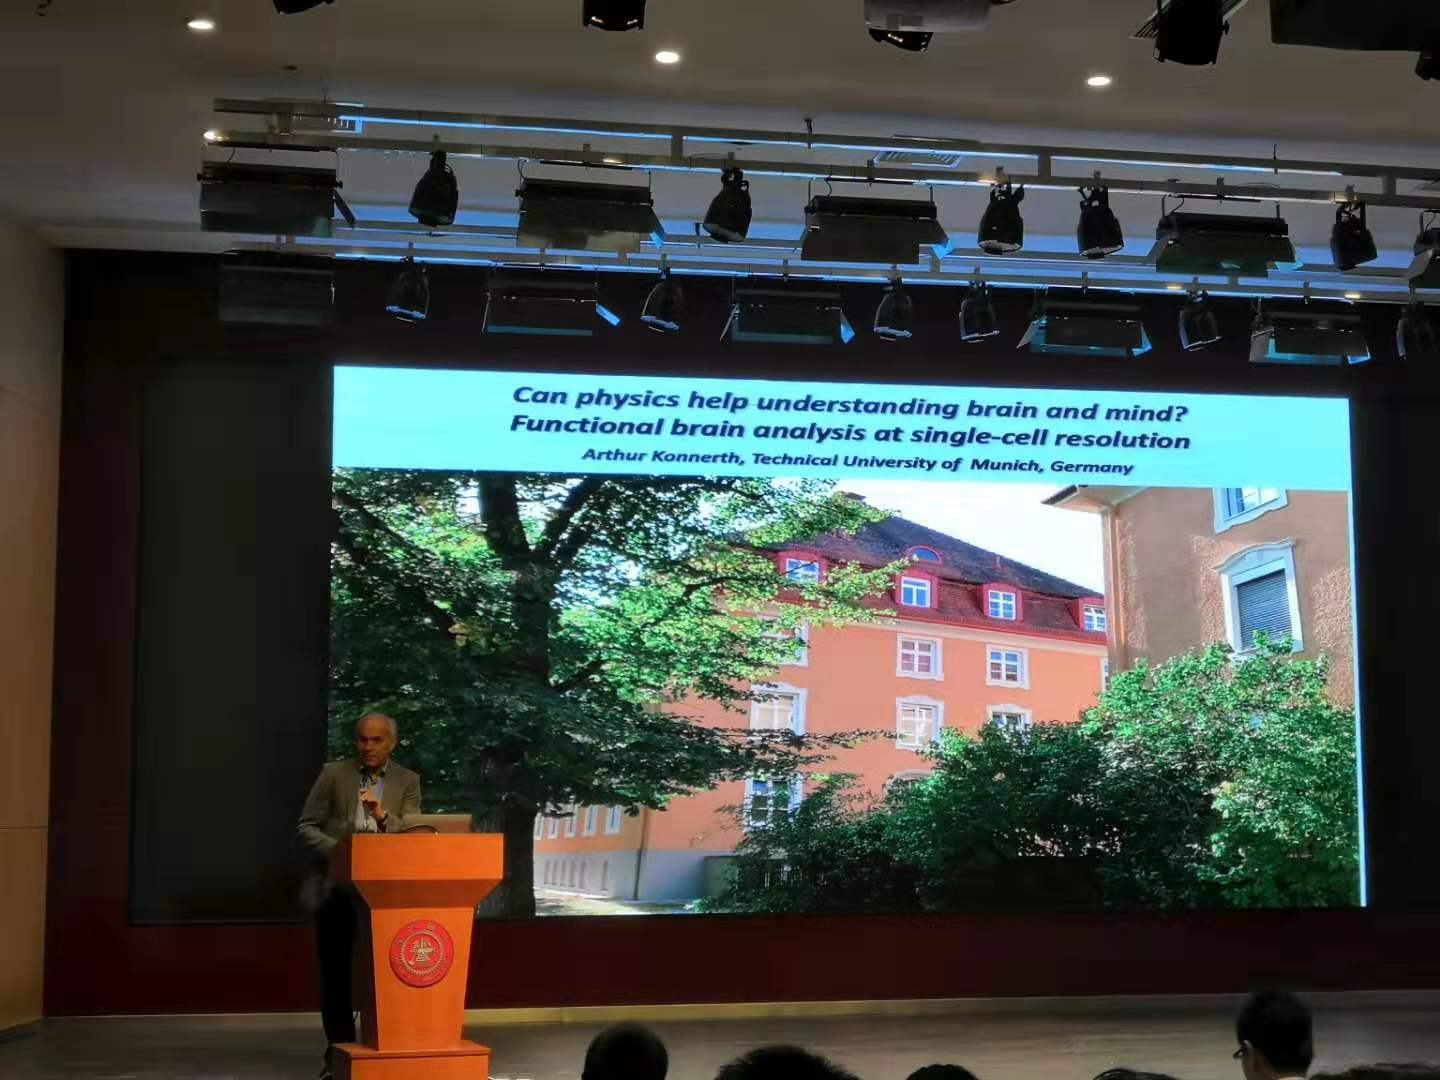 Can physics help understanding brain and mind?
Functional brain analysis at single-cell resolution
Arthur Konnerth, Technical University of Munich, Germany